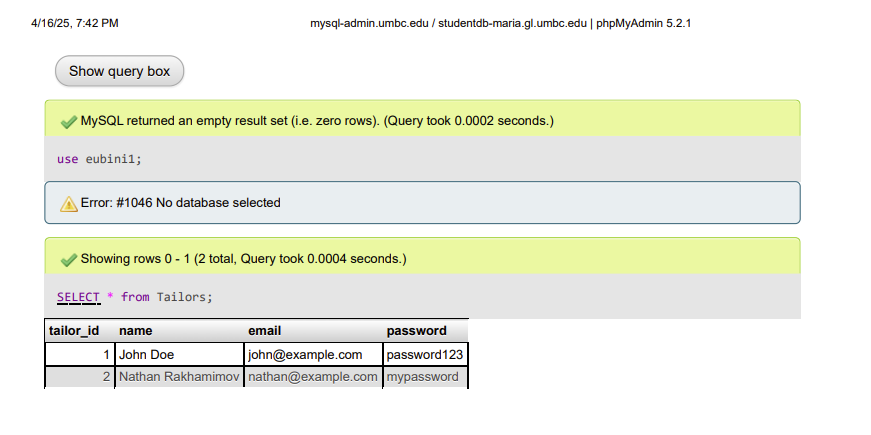 4/16/25, 7:42 PM mysql-admin.umbc.edu / studentdb-maria.gl.umbc.edu | phpMyAdmin 5.2.1
Show query box
MySQL returned an empty result set (i.e. zero rows). (Query took 0.0002 seconds.)
use eubini1;
Error: #1046 No database selected
Showing rows 0 - 1 (2 total, Query took 0.0004 seconds.)
SELECT * from Tailors;
tailor_id name email password
1 John Doe john@example.com password123
2 Nathan Rakhamimov nathan@example.com mypassword